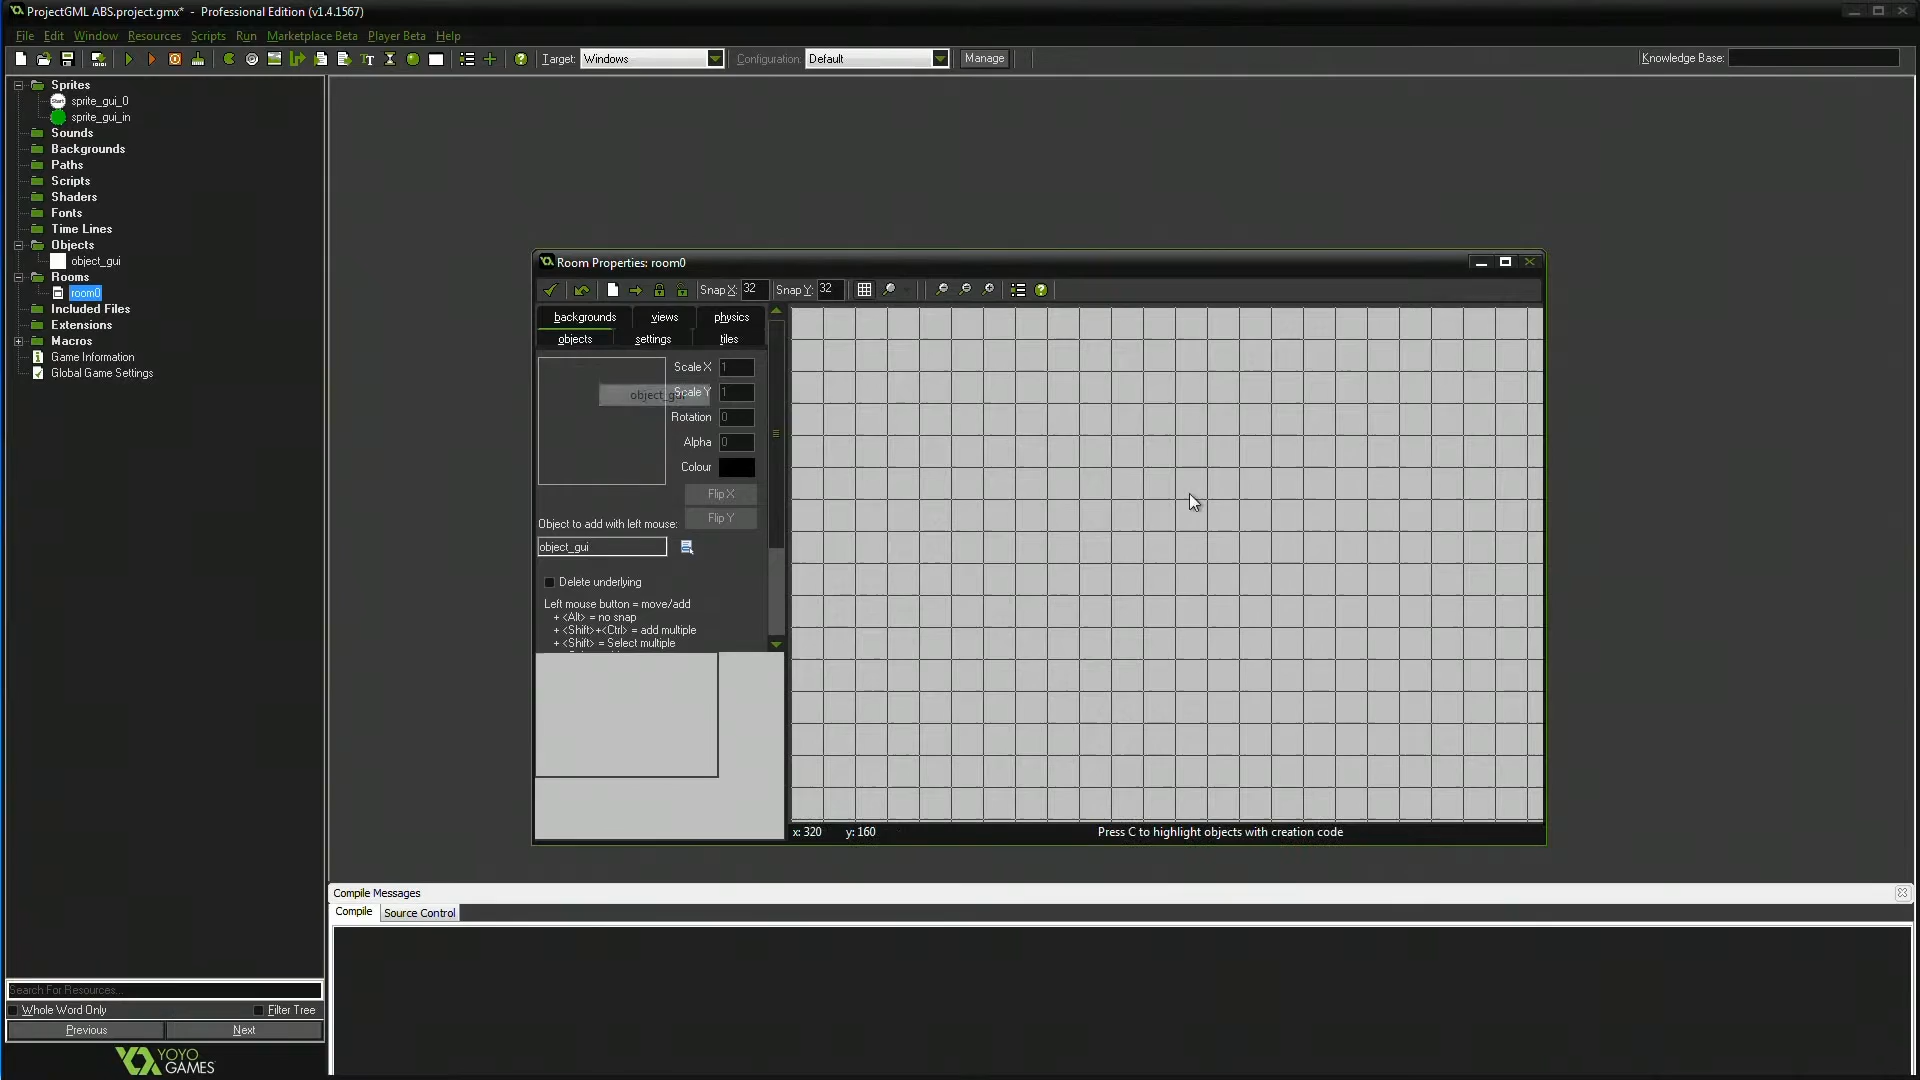 ProjectGML ABS.project.gmx* - Professional Edition (v1.4.1567)
File Edit Window Resources Scripts Run Marketplace Beta Player Beta Help
Target: Windows Configuration: Default Manage Knowledge Base:
Sprites
sprite_gui_0
sprite_gui_in
Sounds
Backgrounds
Paths
Scripts
Shaders
Fonts
Time Lines
Objects
object_gui
Rooms
room0
Included Files
Extensions
Macros
Game Information
Global Game Settings
Search For Resources...
Whole Word Only Filter Tree
Previous Next
YOYO
GAMES
Room Properties: room0
Snap X: 32 Snap Y: 32
backgrounds views physics
objects settings tiles
Scale X 1
object_gui
Scale Y 1
Rotation 0
Alpha 0
Colour
Flip X
Flip Y
Object to add with left mouse:
object_gui
Delete underlying
Left mouse button = move/add
+ <Alt> = no snap
+ <Shift>+<Ctrl> = add multiple
+ <Shift> = Select multiple
x: 320 y: 160 Press C to highlight objects with creation code
Compile Messages
Compile Source Control